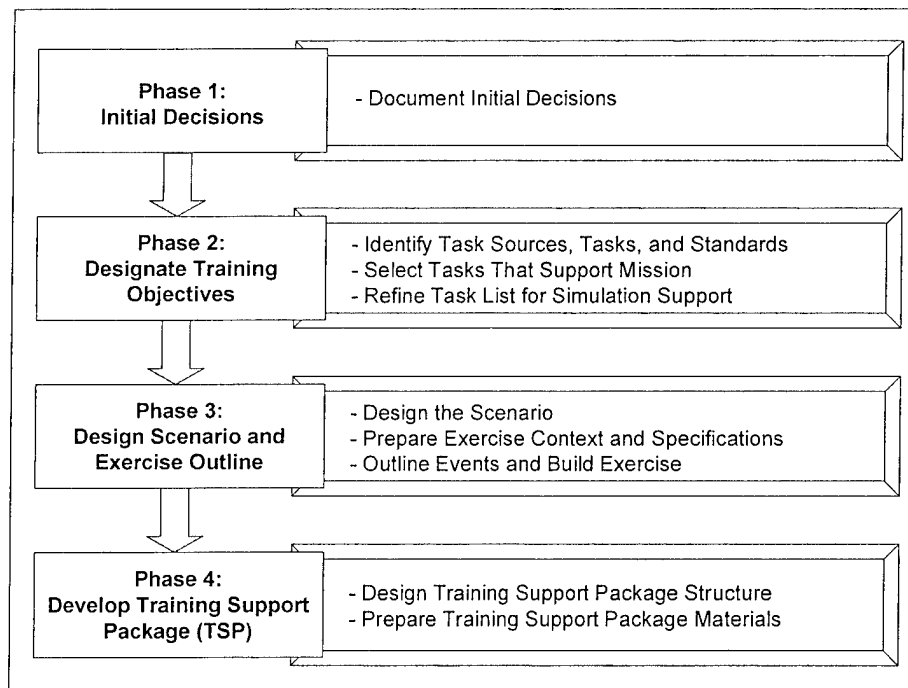 Phase 1:
Initial Decisions
- Document Initial Decisions
Phase 2:
Designate Training
Objectives
- Identify Task Sources, Tasks, and Standards
- Select Tasks That Support Mission
- Refine Task List for Simulation Support
Phase 3:
Design Scenario and
Exercise Outline
- Design the Scenario
- Prepare Exercise Context and Specifications
- Outline Events and Build Exercise
Phase 4:
Develop Training Support
Package (TSP)
- Design Training Support Package Structure
- Prepare Training Support Package Materials